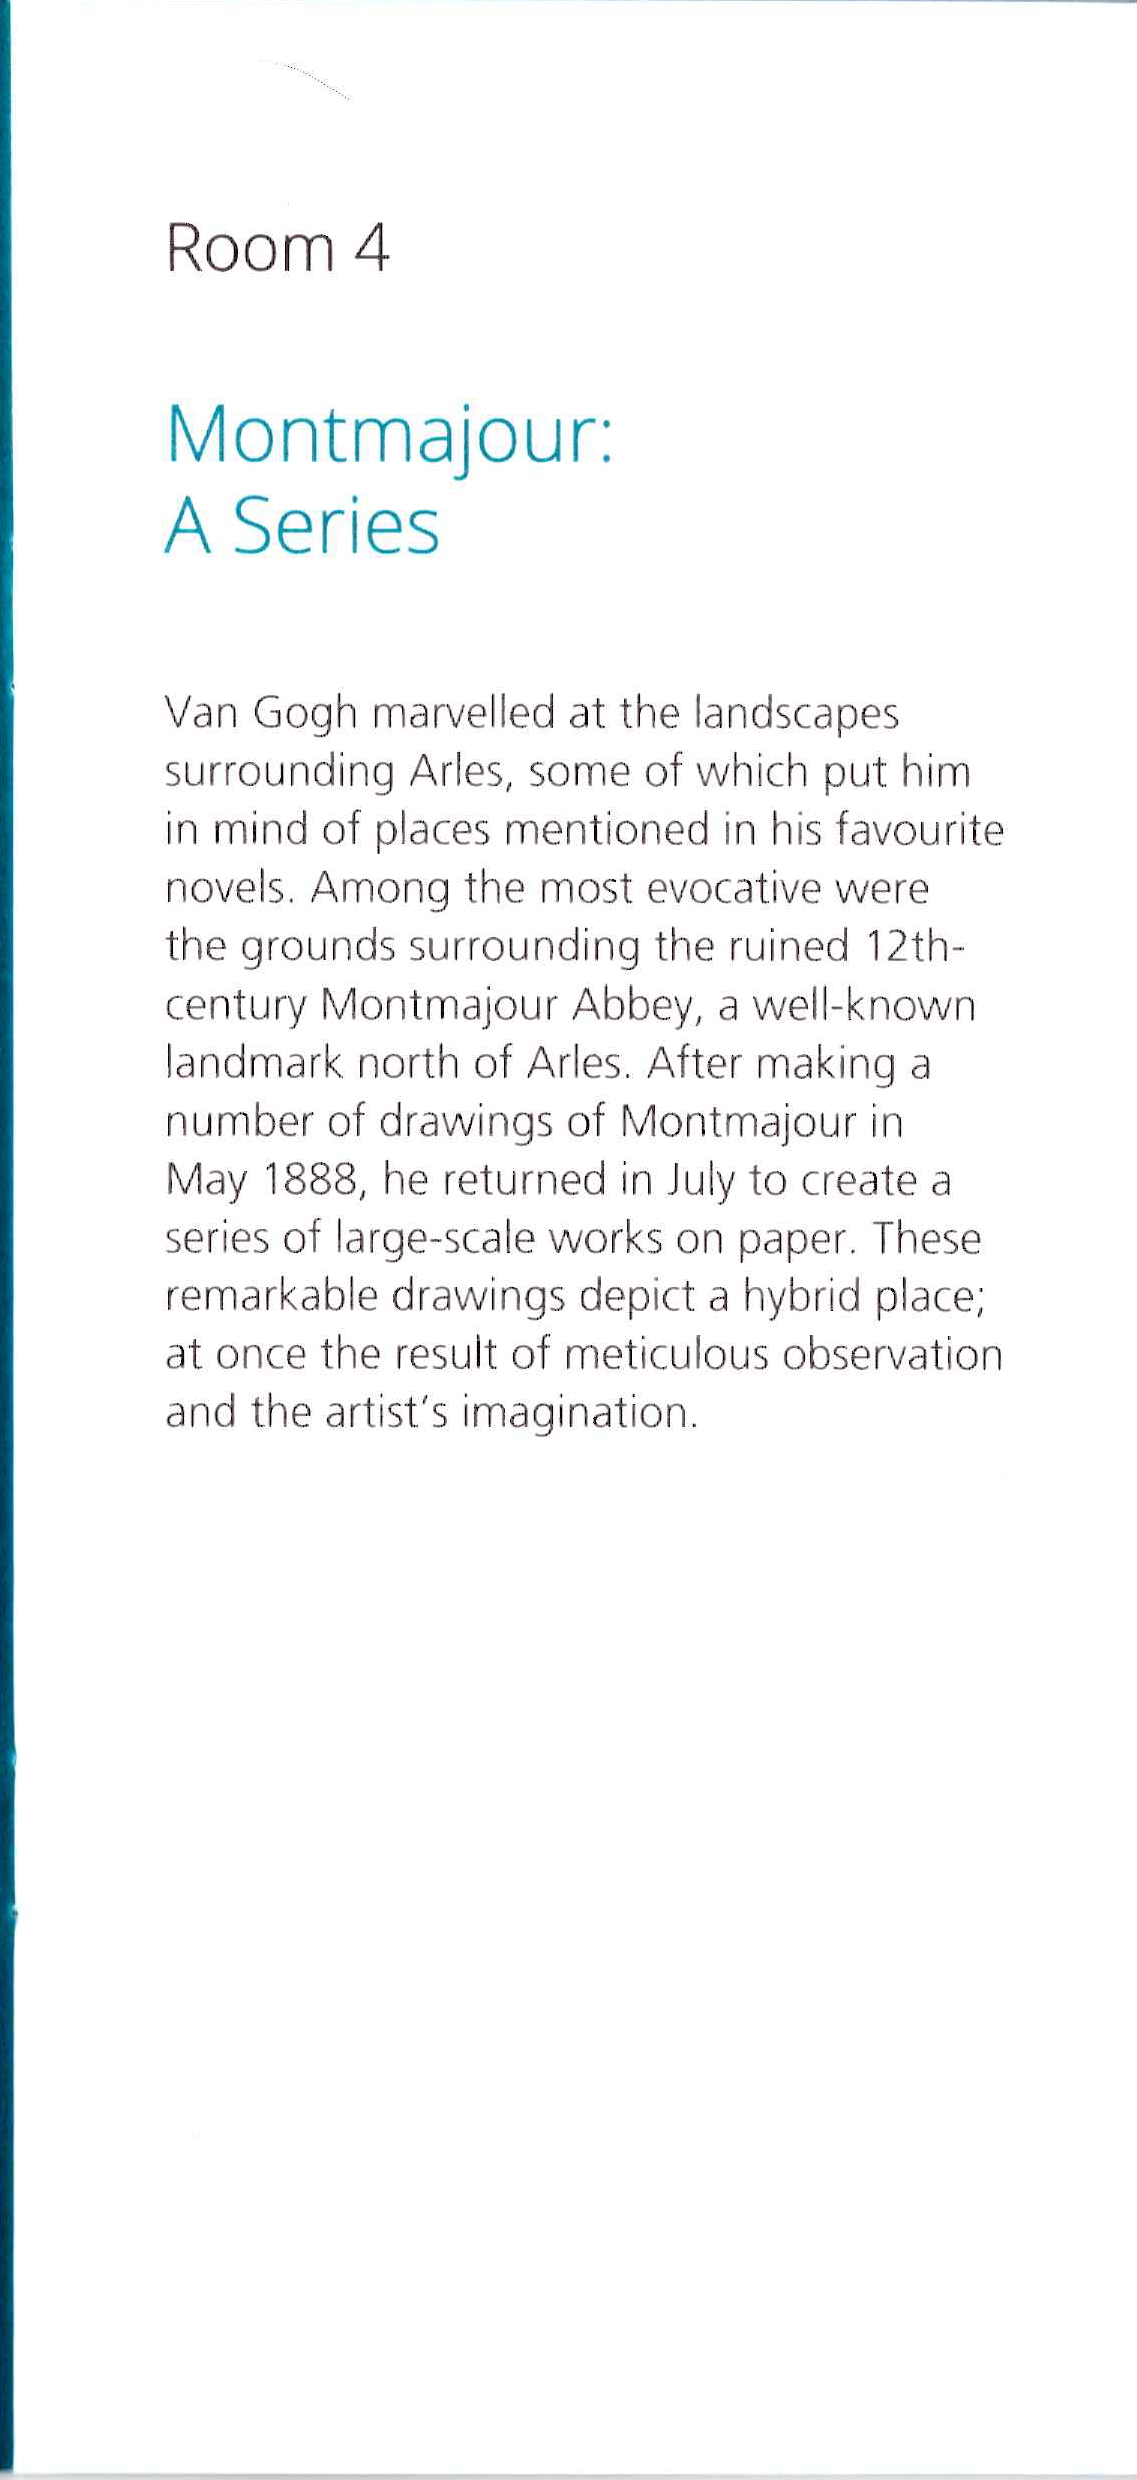 Room 4
Montmajour:
A Series
Van Gogh marvelled at the landscapes
surrounding Arles, some of which put him
in mind of places mentioned in his favourite
novels. Among the most evocative were
the grounds surrounding the ruined 12th-
century Montmajour Abbey, a well-known
landmark north of Arles. After making a
number of drawings of Montmajour in
May 1888, he returned in July to create a
series of large-scale works on paper. These
remarkable drawings depict a hybrid place;
at once the result of meticulous observation
and the artist's imagination.